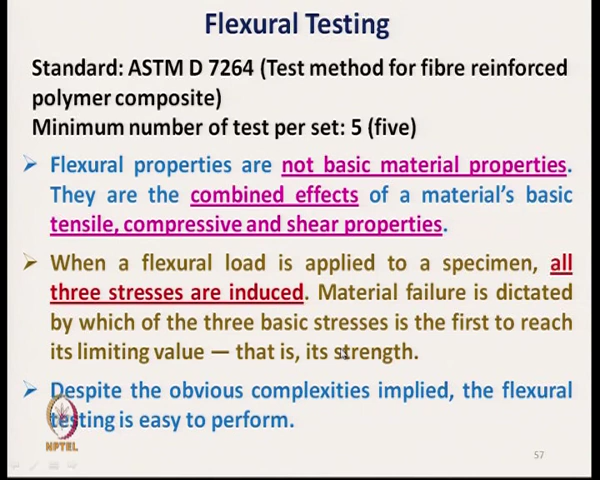 Flexural Testing
Standard: ASTM D 7264 (Test method for fibre reinforced
polymer composite)
Minimum number of test per set: 5 (five)
Flexural properties are not basic material properties.
They are the combined effects of a material's basic
tensile, compressive and shear properties.
When a flexural load is applied to a specimen, all
three stresses are induced. Material failure is dictated
by which of the three basic stresses is the first to reach
its limiting value — that is, its strength.
Despite the obvious complexities implied, the flexural
testing is easy to perform.
NPTEL
57